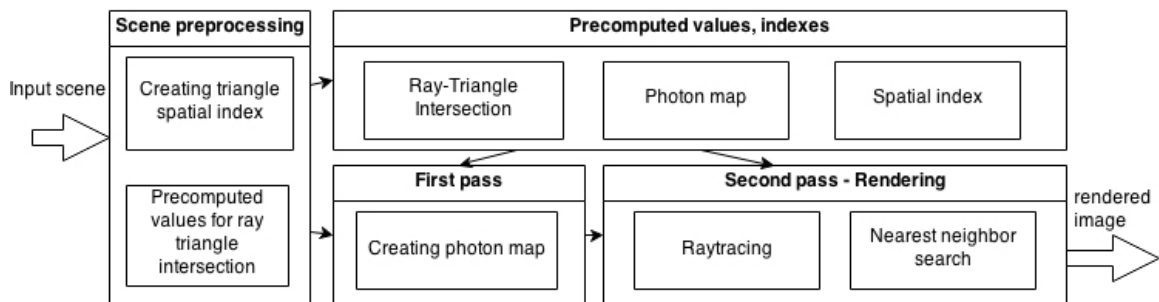 Input scene
Scene preprocessing
Creating triangle
spatial index
Precomputed
values for ray
triangle
intersection
Precomputed values, indexes
Ray-Triangle
Intersection
Photon map
Spatial index
First pass
Creating photon map
Second pass - Rendering
Raytracing
Nearest neighbor
search
rendered
image